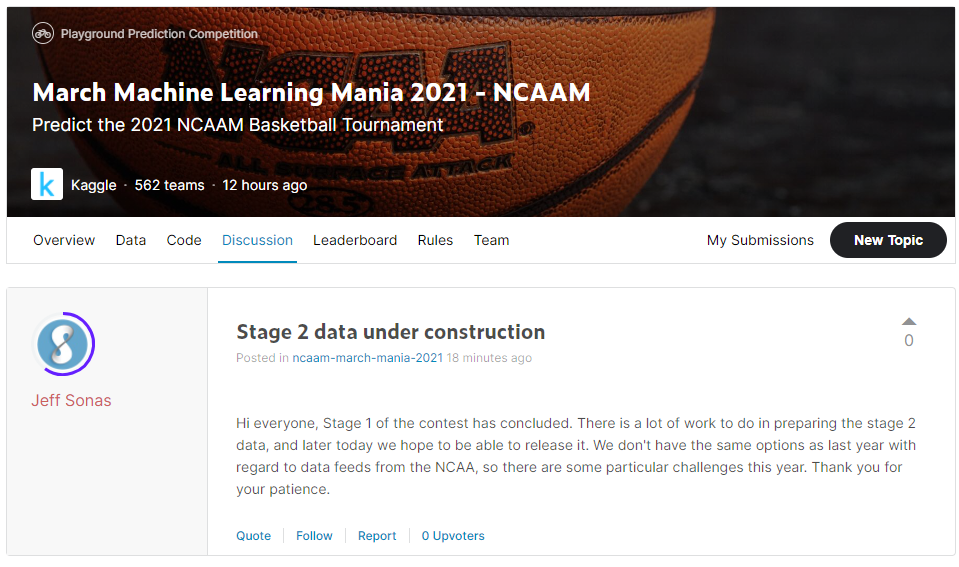 Playground Prediction Competition
NCAA.
March Machine Learning Mania 2021 - NCAAM
Predict the 2021 NCAAM Basketball Tournament
ALL SURFACE ATTACK
28.5
k Kaggle · 562 teams · 12 hours ago
Overview Data Code Discussion Leaderboard Rules Team My Submissions New Topic
Stage 2 data under construction
0
Posted in ncaam-march-mania-2021 18 minutes ago
Jeff Sonas
Hi everyone, Stage 1 of the contest has concluded. There is a lot of work to do in preparing the stage 2
data, and later today we hope to be able to release it. We don't have the same options as last year with
regard to data feeds from the NCAA, so there are some particular challenges this year. Thank you for
your patience.
Quote Follow Report 0 Upvoters